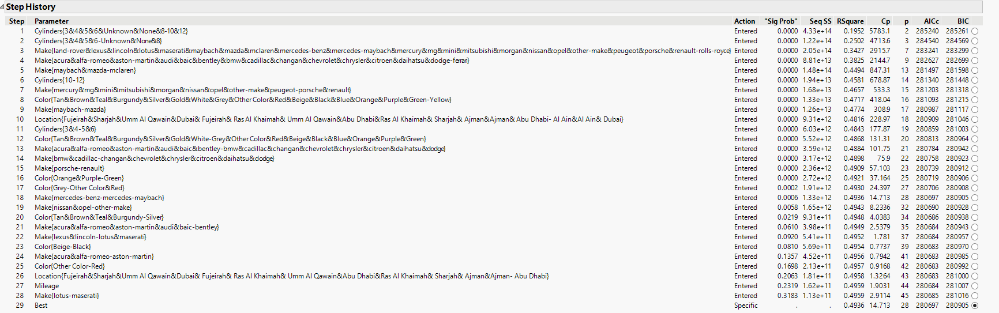 Step History
Step Parameter Action "Sig Prob" Seq SS RSquare Cp p AICc BIC
1 Cylinders{3&4&5&6&Unknown&None&8-10&12} Entered 0.0000 4.33e+14 0.1952 5783.1 2 285240 285261
2 Cylinders{3&4&5&6-Unknown&None&8} Entered 0.0000 1.22e+14 0.2502 4713.6 3 284540 284569
3 Make{land-rover&lexus&lincoln&lotus&maserati&maybach&mazda&mclaren&mercedes-benz&mercedes-maybach&mercury&mg&mini&mitsubishi&morgan&nissan&opel&other-make&peugeot&porsche&renault-rolls-royce} Entered 0.0000 2.05e+14 0.3427 2915.7 7 283241 283299
4 Make{acura&alfa-romeo&aston-martin&audi&baic&bentley&bmw&cadillac&changan&chevrolet&chrysler&citroen&daihatsu&dodge-ferrari} Entered 0.0000 8.81e+13 0.3825 2144.7 9 282627 282699
5 Make{maybach&mazda-mclaren} Entered 0.0000 1.48e+14 0.4494 847.31 13 281497 281598
6 Cylinders{10-12} Entered 0.0000 1.94e+13 0.4581 678.87 14 281340 281448
7 Make{mercury&mg&mini&mitsubishi&morgan&nissan&opel&other-make&peugeot-porsche&renault} Entered 0.0000 1.68e+13 0.4657 533.3 15 281203 281318
8 Color{Tan&Brown&Teal&Burgundy&Silver&Gold&White&Grey&Other Color&Red&Beige&Black&Blue&Orange&Purple&Green-Yellow} Entered 0.0000 1.33e+13 0.4717 418.04 16 281093 281215
9 Make{maybach-mazda} Entered 0.0000 1.26e+13 0.4774 308.9 17 280987 281117
10 Location{Fujeirah&Sharjah&Umm Al Qawain&Dubai& Fujeirah& Ras Al Khaimah& Umm Al Qawain&Abu Dhabi&Ras Al Khaimah& Sharjah& Ajman&Ajman& Abu Dhabi- Al Ain&Al Ain& Dubai} Entered 0.0000 9.31e+12 0.4816 228.97 18 280909 281046
11 Cylinders{3&4-5&6} Entered 0.0000 6.03e+12 0.4843 177.87 19 280859 281003
12 Color{Tan&Brown&Teal&Burgundy&Silver&Gold&White-Grey&Other Color&Red&Beige&Black&Blue&Orange&Purple&Green} Entered 0.0000 5.52e+12 0.4868 131.31 20 280813 280964
13 Make{acura&alfa-romeo&aston-martin&audi&baic&bentley-bmw&cadillac&changan&chevrolet&chrysler&citroen&daihatsu&dodge} Entered 0.0000 3.59e+12 0.4884 101.75 21 280784 280942
14 Make{bmw&cadillac-changan&chevrolet&chrysler&citroen&daihatsu&dodge} Entered 0.0000 3.17e+12 0.4898 75.9 22 280758 280923
15 Make{porsche-renault} Entered 0.0000 2.36e+12 0.4909 57.103 23 280739 280912
16 Color{Orange&Purple-Green} Entered 0.0000 2.72e+12 0.4921 37.164 25 280719 280906
17 Color{Grey-Other Color&Red} Entered 0.0002 1.91e+12 0.4930 24.397 27 280706 280908
18 Make{mercedes-benz-mercedes-maybach} Entered 0.0006 1.33e+12 0.4936 14.713 28 280697 280905
19 Make{nissan&opel-other-make} Entered 0.0058 1.65e+12 0.4943 8.2336 32 280690 280928
20 Color{Tan&Brown&Teal&Burgundy-Silver} Entered 0.0219 9.31e+11 0.4948 4.0383 34 280686 280938
21 Make{acura&alfa-romeo&aston-martin&audi&baic-bentley} Entered 0.0610 3.98e+11 0.4949 2.5379 35 280684 280943
22 Make{lexus&lincoln-lotus&maserati} Entered 0.0920 5.41e+11 0.4952 1.781 37 280684 280957
23 Color{Beige-Black} Entered 0.0810 5.69e+11 0.4954 0.7737 39 280683 280970
24 Make{acura&alfa-romeo-aston-martin} Entered 0.1357 4.52e+11 0.4956 0.7942 41 280683 280985
25 Color{Other Color-Red} Entered 0.1698 2.13e+11 0.4957 0.9168 42 280683 280992
26 Location{Fujeirah&Sharjah&Umm Al Qawain&Dubai& Fujeirah& Ras Al Khaimah& Umm Al Qawain&Abu Dhabi&Ras Al Khaimah& Sharjah& Ajman&Ajman- Abu Dhabi} Entered 0.2063 1.81e+11 0.4958 1.3264 43 280683 281000
27 Mileage Entered 0.2319 1.62e+11 0.4959 1.9031 44 280684 281007
28 Make{lotus-maserati} Entered 0.3183 1.13e+11 0.4959 2.9114 45 280685 281016
29 Best Specific . . 0.4936 14.713 28 280697 280905